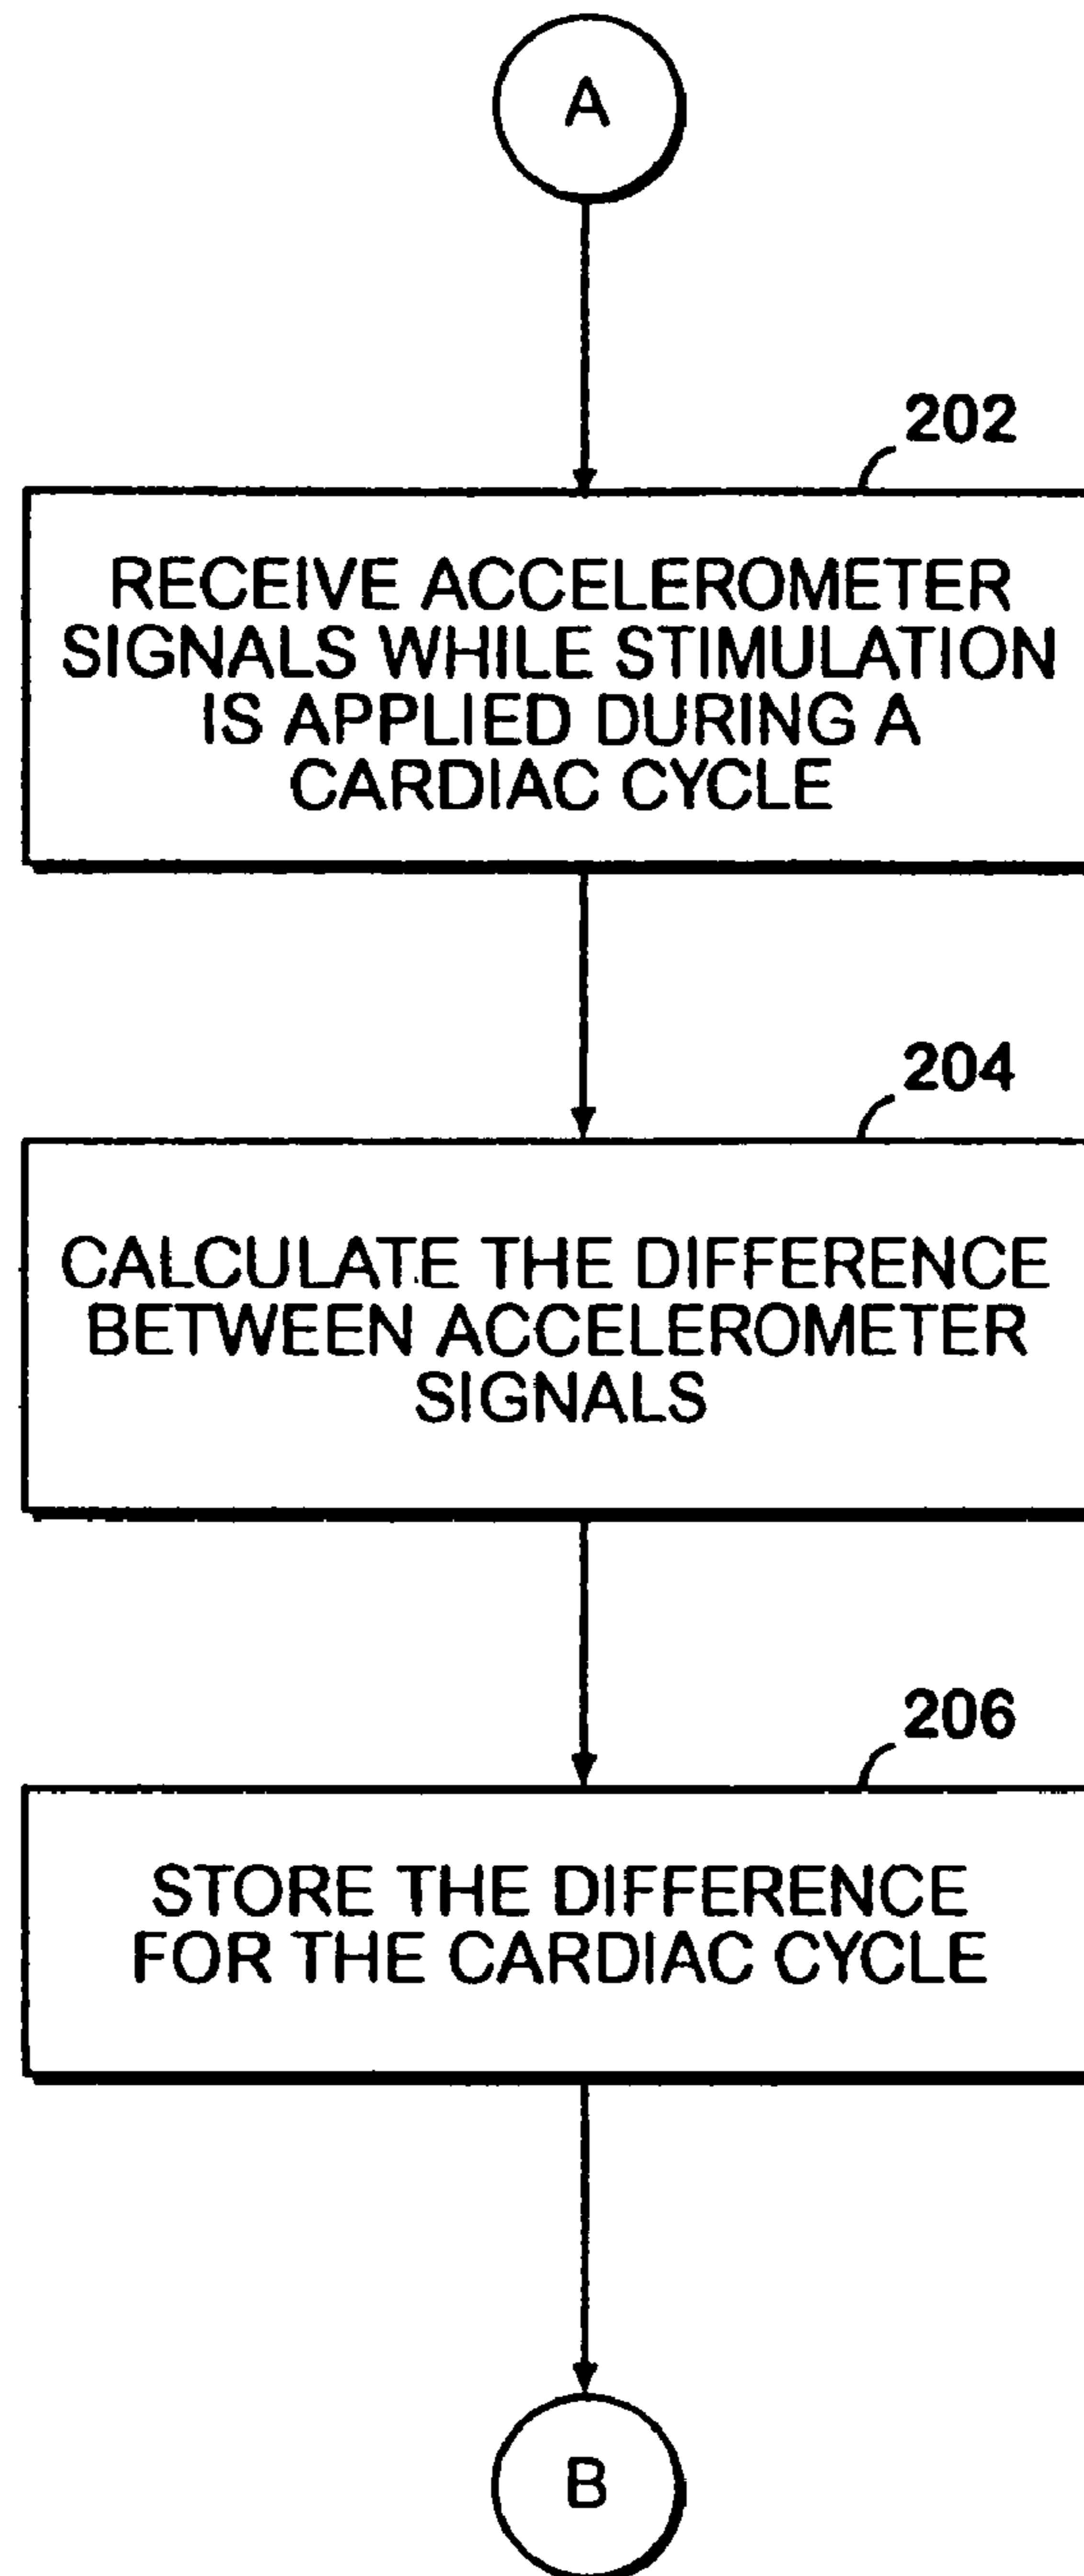 A
202
RECEIVE ACCELEROMETER
SIGNALS WHILE STIMULATION
IS APPLIED DURING A
CARDIAC CYCLE
204
CALCULATE THE DIFFERENCE
BETWEEN ACCELEROMETER
SIGNALS
206
STORE THE DIFFERENCE
FOR THE CARDIAC CYCLE
B